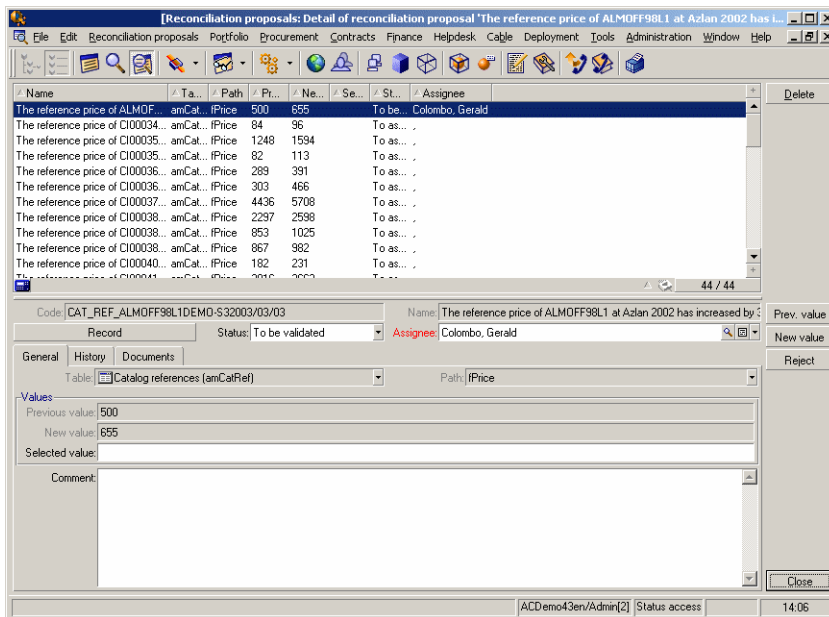 [Reconciliation proposals: Detail of reconciliation proposal 'The reference price of ALMOFF98L1 at Azlan 2002 has i...
File Edit Reconciliation proposals Portfolio Procurement Contracts Finance Helpdesk Cable Deployment Tools Administration Window Help
Name Ta... Path Pr... Ne... Se... St... Assignee
Delete
The reference price of ALMOF... amCat... fPrice 500 655 To be... Colombo, Gerald
The reference price of CI00034... amCat... fPrice 84 96 To as... ,
The reference price of CI00035... amCat... fPrice 1248 1594 To as... ,
The reference price of CI00035... amCat... fPrice 82 113 To as... ,
The reference price of CI00036... amCat... fPrice 289 391 To as... ,
The reference price of CI00036... amCat... fPrice 303 466 To as... ,
The reference price of CI00037... amCat... fPrice 4436 5708 To as... ,
The reference price of CI00038... amCat... fPrice 2297 2598 To as... ,
The reference price of CI00038... amCat... fPrice 853 1025 To as... ,
The reference price of CI00038... amCat... fPrice 867 982 To as... ,
The reference price of CI00040... amCat... fPrice 182 231 To as... ,
44 / 44
Code: CAT_REF_ALMOFF98L1DEMO-S32003/03/03 Name: The reference price of ALMOFF98L1 at Azlan 2002 has increased by
Prev. value
Record Status: To be validated Assignee: Colombo, Gerald
New value
General History Documents
Reject
Table: Catalog references (amCatRef) Path: fPrice
Values
Previous value: 500
New value: 655
Selected value:
Comment:
Close
ACDemo43en/Admin[2] Status access 14:06